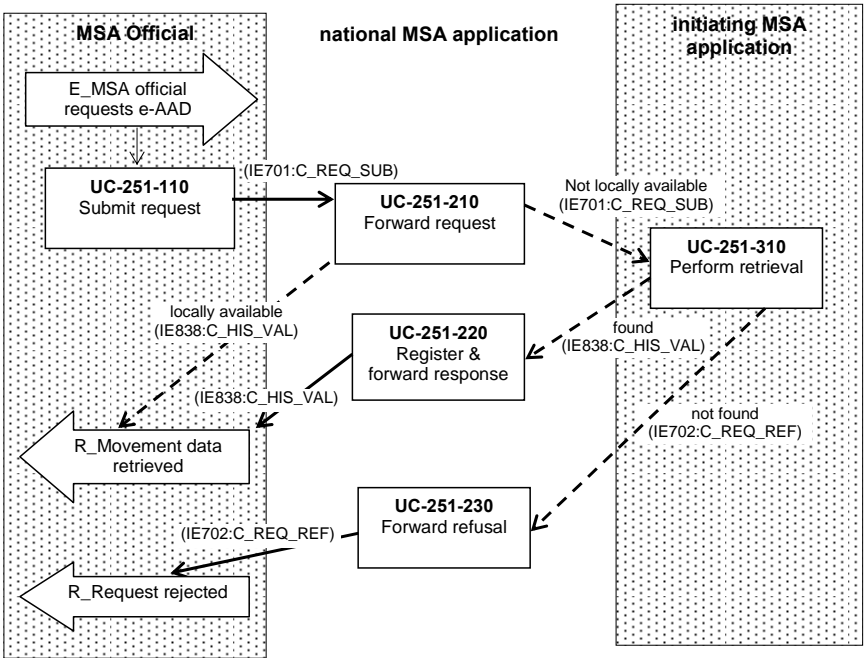 MSA Official
national MSA application
initiating MSA
application
E_MSA official
requests e-AAD
(IE701:C_REQ_SUB)
UC-251-110
Submit request
UC-251-210
Forward request
Not locally available
(IE701:C_REQ_SUB)
UC-251-310
Perform retrieval
locally available
(IE838:C_HIS_VAL)
UC-251-220
Register &
forward response
found
(IE838:C_HIS_VAL)
(IE838:C_HIS_VAL)
not found
(IE702:C_REQ_REF)
R_Movement data
retrieved
UC-251-230
Forward refusal
(IE702:C_REQ_REF)
R_Request rejected